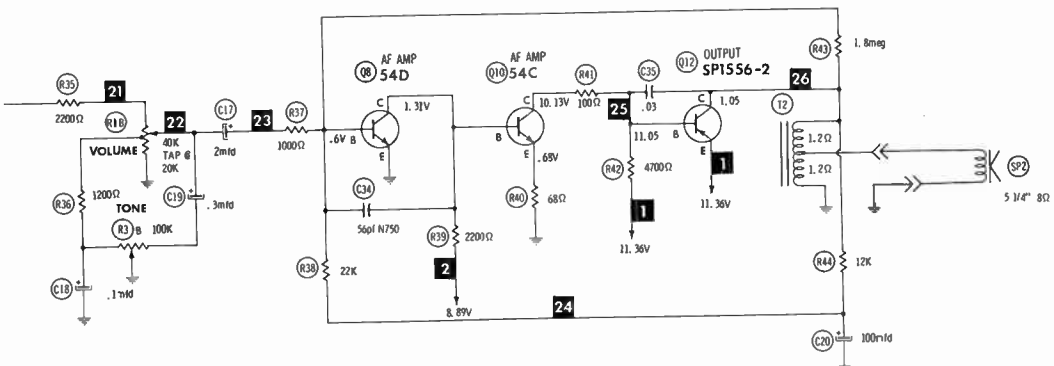 R35
2200Ω
21
R1B
VOLUME
22
40K
TAP @
20K
R36
1200Ω
TONE
R3 B
100K
C18
.1mfd
C19
.3mfd
C17
2mfd
23
R37
1000Ω
.6V
B
C
E
Q8
AF AMP
54D
1.31V
C34
56pf N750
R38
22K
R39
2200Ω
2
8.89V
24
Q10
AF AMP
54C
B
C
E
10.13V
.65V
R40
68Ω
R41
100Ω
25
C35
.03
11.05
R42
4700Ω
1
11.36V
Q12
OUTPUT
SP1556-2
C
1.05
B
E
1
11.36V
26
R43
1.8meg
T2
1.2Ω
1.2Ω
SP2
5 1/4" 8Ω
R44
12K
C20
100mfd